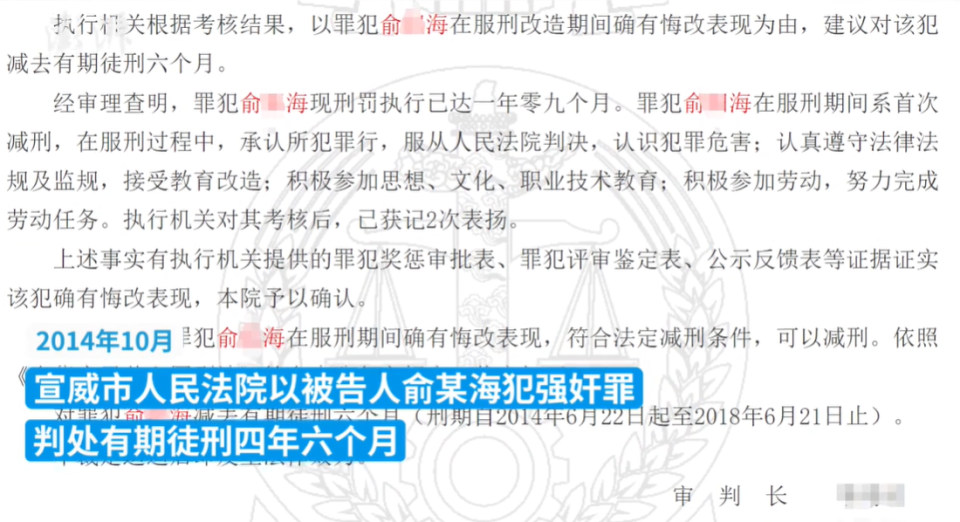 执行机关根据考核结果，以罪犯俞 海在服刑改造期间确有悔改表现为由，建议对该犯
减去有期徒刑六个月。
经审理查明，罪犯俞 海现刑罚执行已达一年零九个月。罪犯俞 海在服刑期间系首次
减刑，在服刑过程中，承认所犯罪行，服从人民法院判决，认识犯罪危害；认真遵守法律法
规及监规，接受教育改造；积极参加思想、文化、职业技术教育；积极参加劳动，努力完成
劳动任务。执行机关对其考核后，已获记2次表扬。
上述事实有执行机关提供的罪犯奖惩审批表、罪犯评审鉴定表、公示反馈表等证据证实
该犯确有悔改表现，本院予以确认。
2014年10月
罪犯俞 海在服刑期间确有悔改表现，符合法定减刑条件，可以减刑。依照
宣威市人民法院以被告人俞某海犯强奸罪
对罪犯 海减去有期徒刑六个月（刑期自2014年6月22日起至2018年6月21日止）。
判处有期徒刑四年六个月
审 判 长